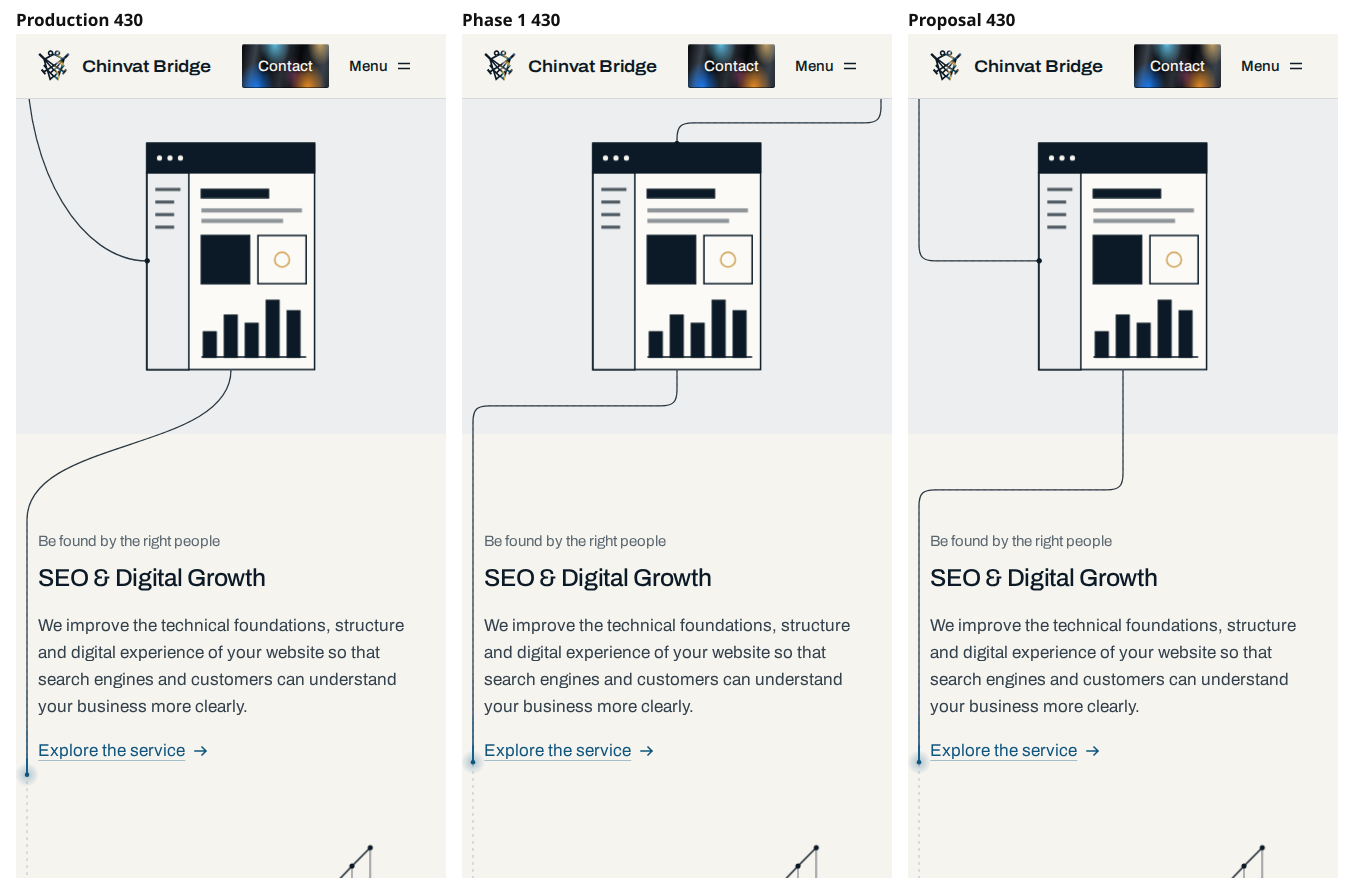 Production 430
Chinvat Bridge
Contact
Menu
Be found by the right people
SEO & Digital Growth
We improve the technical foundations, structure
and digital experience of your website so that
search engines and customers can understand
your business more clearly.
Explore the service →
Phase 1 430
Chinvat Bridge
Contact
Menu
Be found by the right people
SEO & Digital Growth
We improve the technical foundations, structure
and digital experience of your website so that
search engines and customers can understand
your business more clearly.
Explore the service →
Proposal 430
Chinvat Bridge
Contact
Menu
Be found by the right people
SEO & Digital Growth
We improve the technical foundations, structure
and digital experience of your website so that
search engines and customers can understand
your business more clearly.
Explore the service →